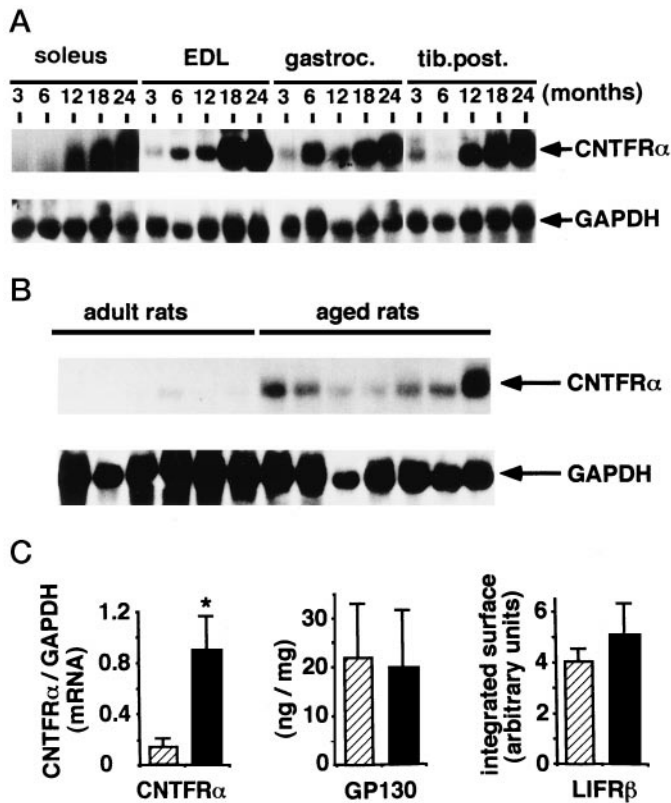 A
soleus EDL gastroc. tib.post.
3 6 12 18 24 3 6 12 18 24 3 6 12 18 24 3 6 12 18 24 (months)
CNTFRα
GAPDH
B
adult rats aged rats
CNTFRα
GAPDH
C
CNTFRα/GAPDH
(mRNA)
1.2
0.8
0.4
0
*
CNTFRα
(ng / mg)
30
20
10
0
GP130
integrated surface
(arbitrary units)
6
4
2
0
LIFRβ